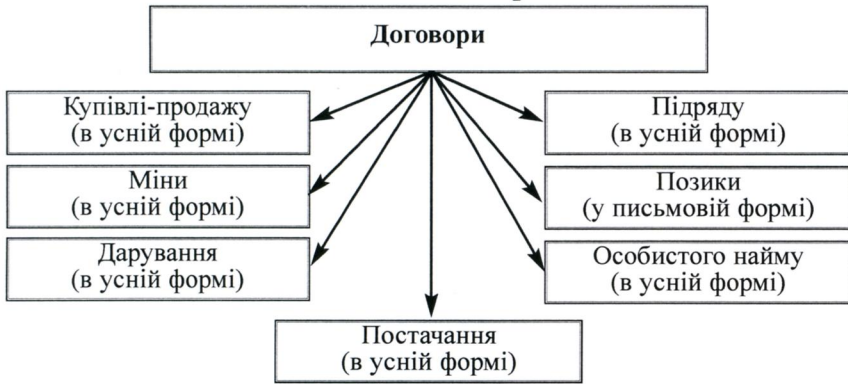 Договори
Купівлі-продажу
(в усній формі)
Міни
(в усній формі)
Дарування
(в усній формі)
Підряду
(в усній формі)
Позики
(у письмовій формі)
Особистого найму
(в усній формі)
Постачання
(в усній формі)